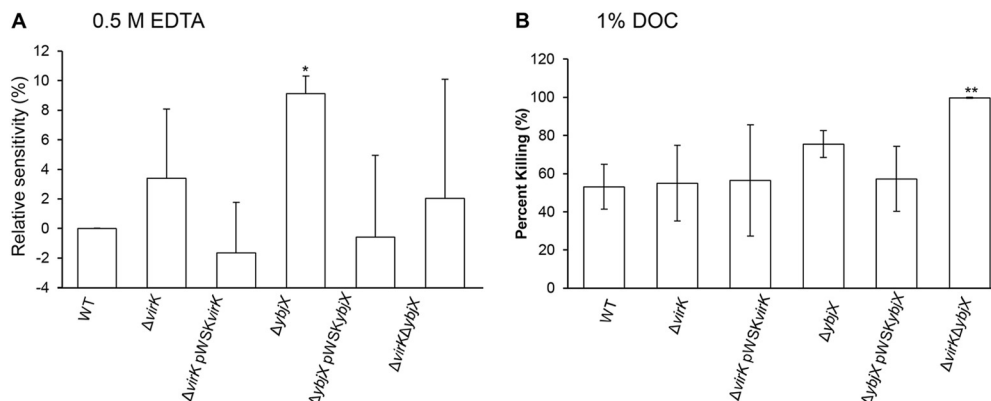 A 0.5 M EDTA
Relative sensitivity (%)
12
10
8
6
4
2
0
-2
-4
*
WT
ΔvirK
ΔvirK pWSKvirK
ΔybjX
ΔybjX pWSKybjX
ΔvirKΔybjX
B 1% DOC
Percent Killing (%)
120
100
80
60
40
20
0
**
WT
ΔvirK
ΔvirK pWSKvirK
ΔybjX
ΔybjX pWSKybjX
ΔvirKΔybjX